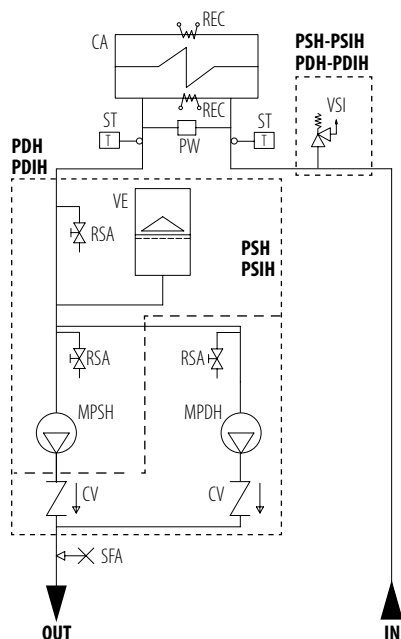 REC
CA
PSH-PSIH
PDH-PDIH
REC
VSI
ST
ST
T
PW
T
PDH
PDIH
VE
RSA
PSH
PSIH
RSA
RSA
MPSH
MPDH
CV
CV
SFA
OUT
IN